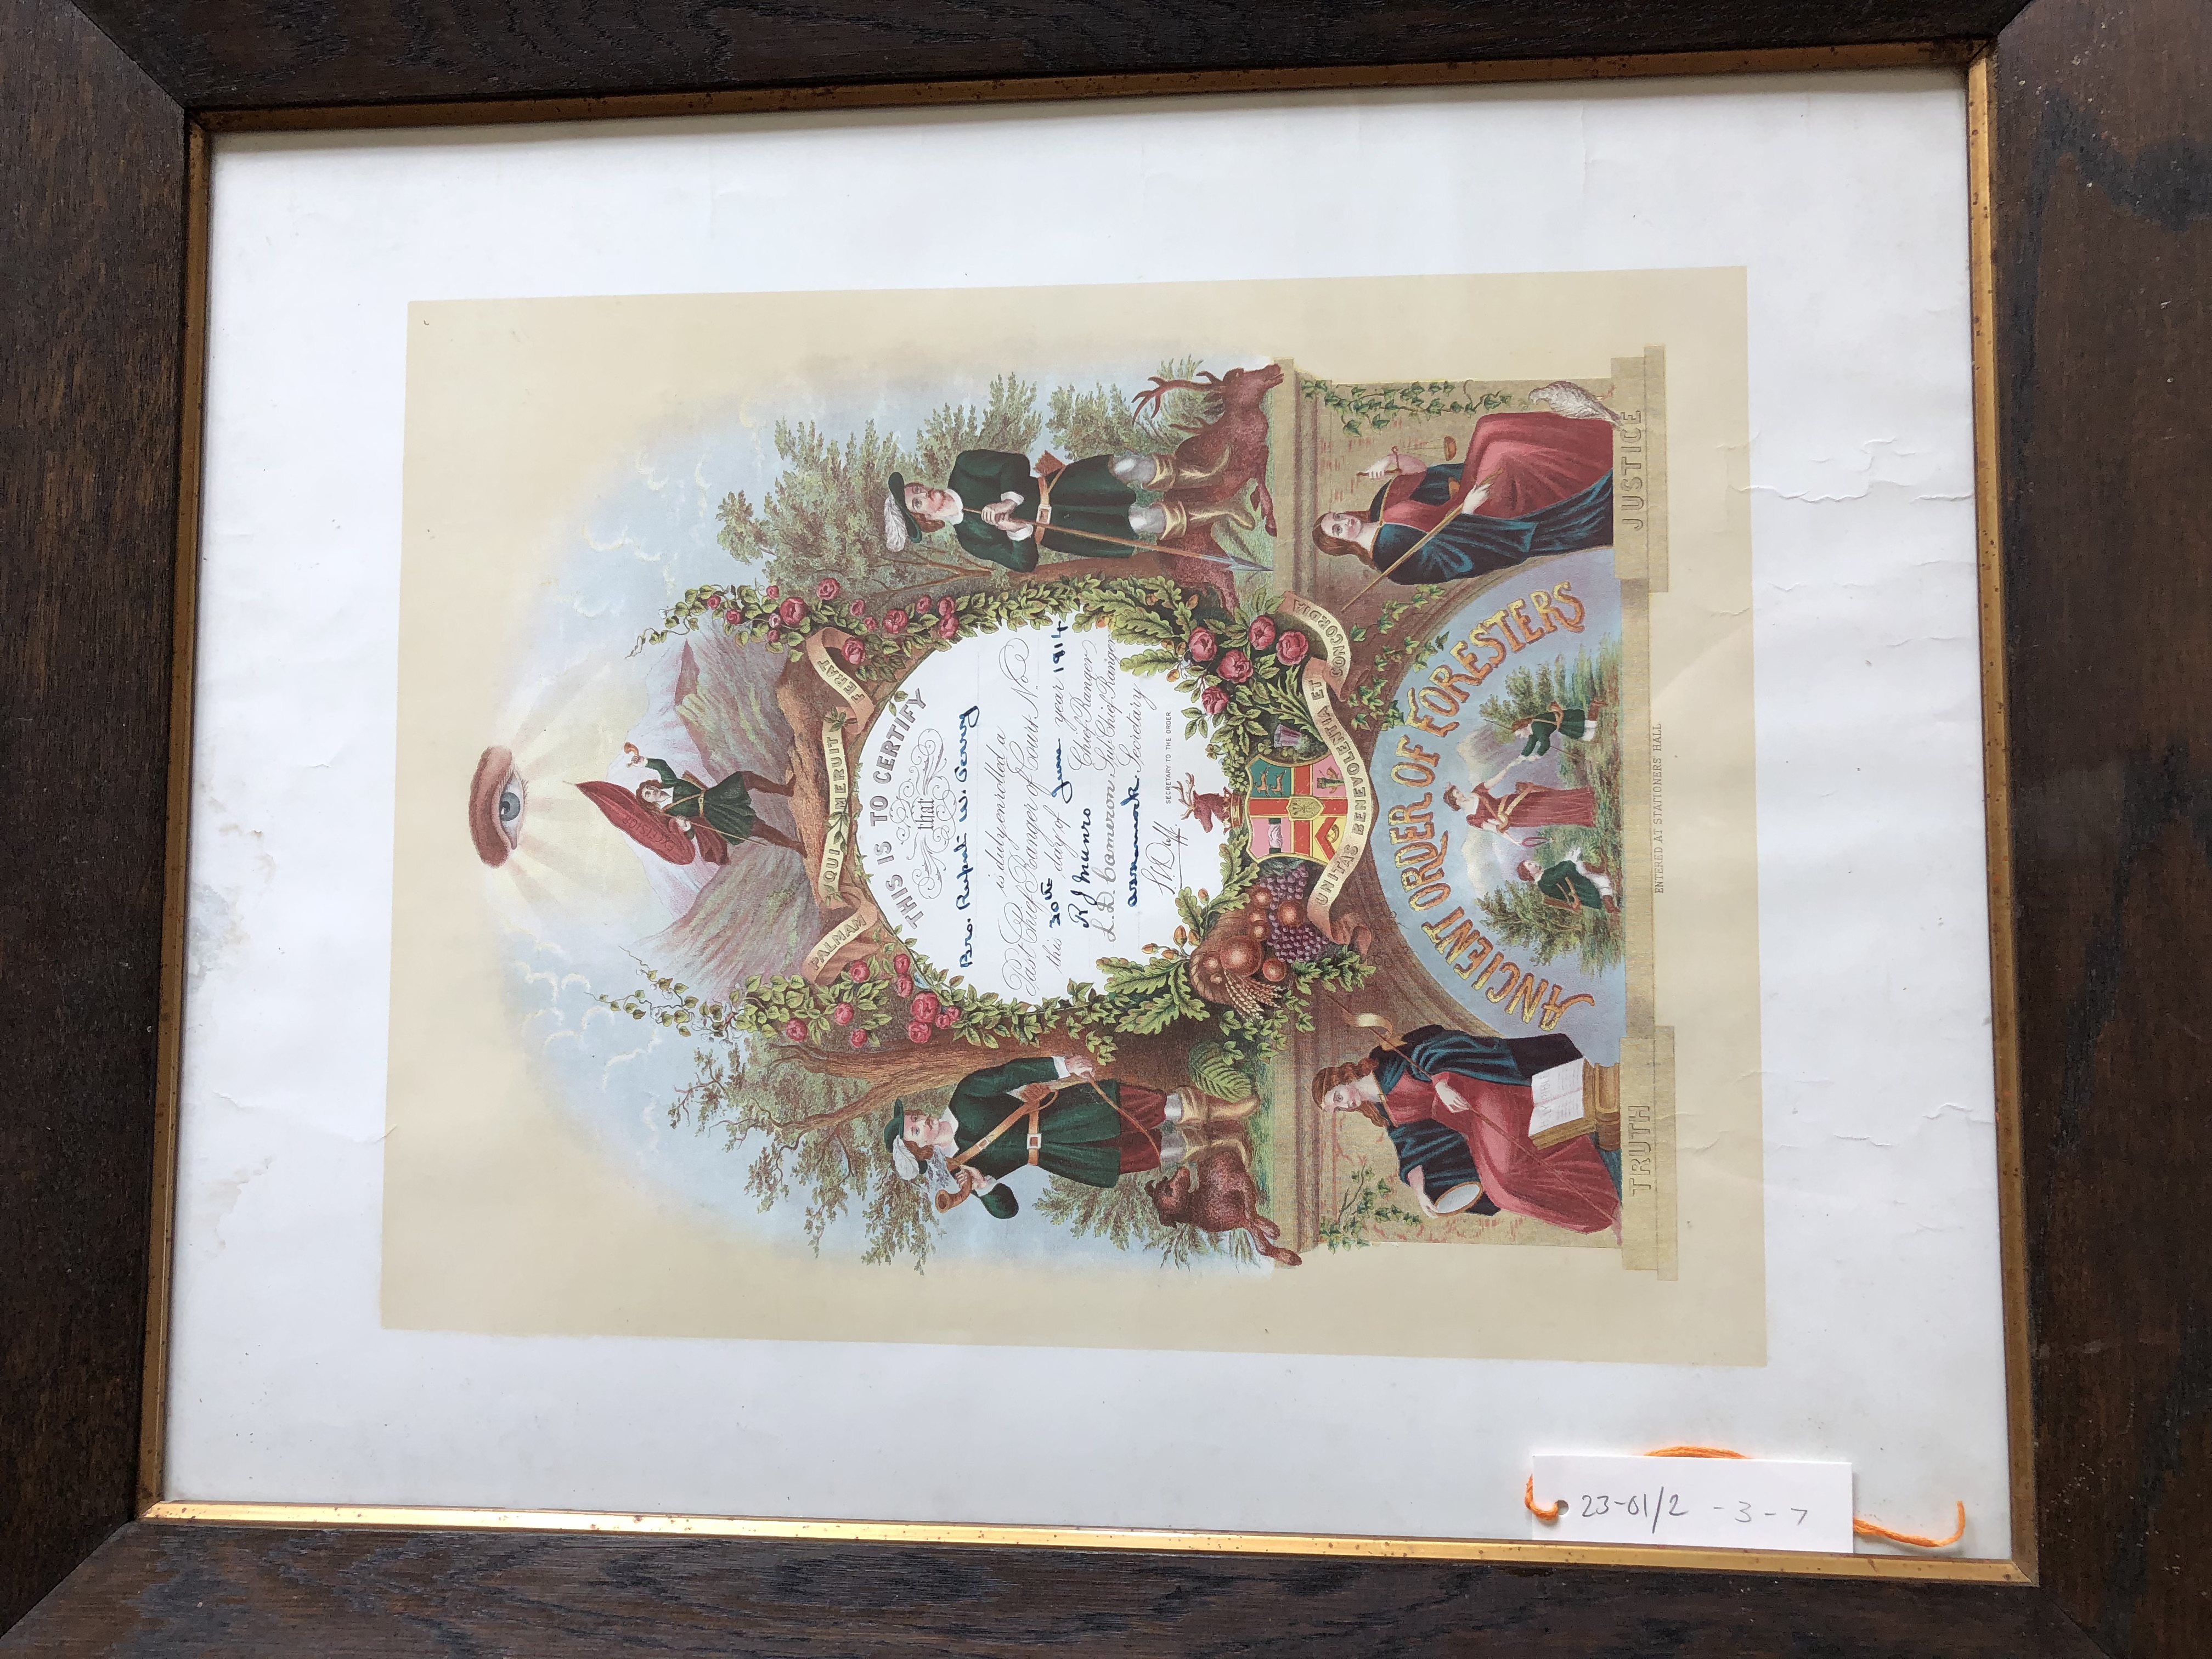 EXCELSIOR
PALMAM QUI MERUIT FERAT
THIS IS TO CERTIFY
that
Bro. Rupert W. Perry
is duly enrolled a
Past Chief Ranger of Court No
this 30th day of June year 1914
R J Munro Chief Ranger
L. D. Cameron Sub Chief Ranger
Secretary
SECRETARY TO THE ORDER
UNITAS BENEVOLENTIA ET CONCORDIA
ANCIENT ORDER OF FORESTERS
TRUTH
JUSTICE
ENTERED AT STATIONERS' HALL
23-61/2-3-7